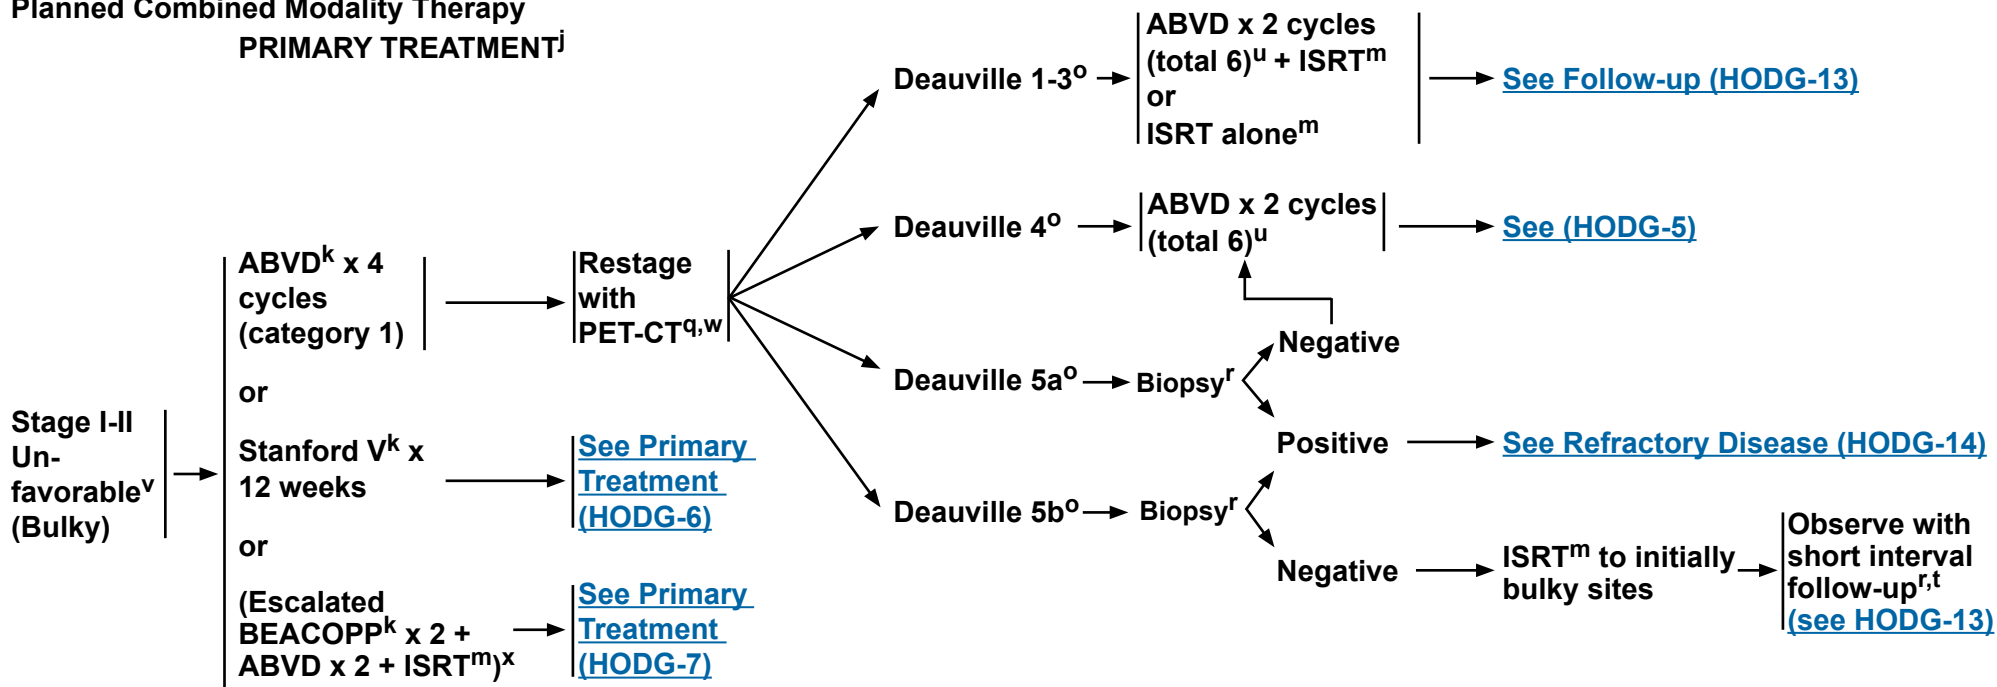 Planned Combined Modality Therapy
PRIMARY TREATMENTj
Stage I-II
Un-
favorablev
(Bulky)
ABVDk x 4
cycles
(category 1)
or
Stanford Vk x
12 weeks
or
(Escalated
BEACOPPk x 2 +
ABVD x 2 + ISRTm)x
Restage
with
PET-CTq,w
See Primary
Treatment
(HODG-6)
See Primary
Treatment
(HODG-7)
Deauville 1-3o
ABVD x 2 cycles
(total 6)u + ISRTm
or
ISRT alonem
See Follow-up (HODG-13)
Deauville 4o
ABVD x 2 cycles
(total 6)u
See (HODG-5)
Deauville 5ao
Biopsyr
Negative
Positive
See Refractory Disease (HODG-14)
Deauville 5bo
Biopsyr
Negative
ISRTm to initially
bulky sites
Observe with
short interval
follow-upr,t
(see HODG-13)